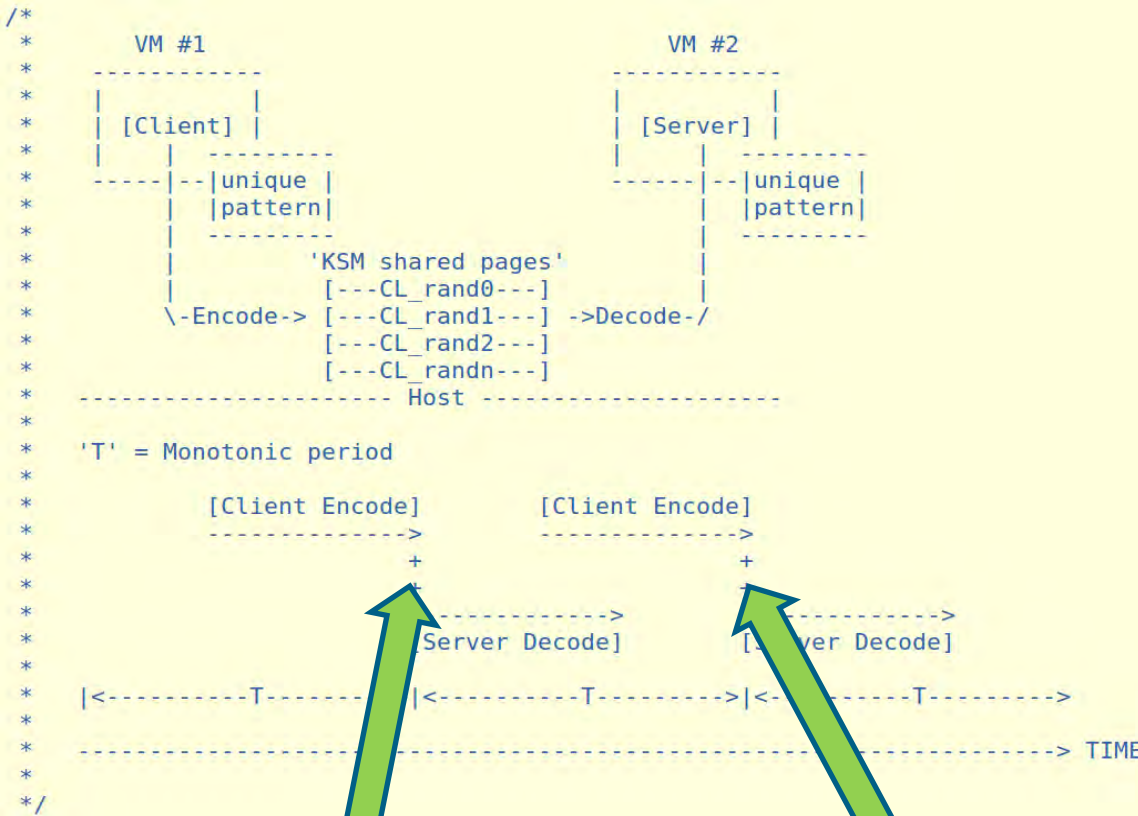 /*
 *        VM #1                                VM #2
 *     ------------                        ------------
 *     |          |                        |          |
 *     | [Client] |                        | [Server] |
 *     |    |  ---------                   |     |  ---------
 *     -----|--|unique |                   ------|--|unique |
 *          |  |pattern|                         |  |pattern|
 *          |  ---------                         |  ---------
 *          |         'KSM shared pages'         |
 *          |          [---CL_rand0---]          |
 *          \-Encode-> [---CL_rand1---] ->Decode-/
 *                     [---CL_rand2---]
 *                     [---CL_randn---]
 *    ----------------------- Host ---------------------
 *
 *    'T' = Monotonic period
 *
 *             [Client Encode]        [Client Encode]
 *             -------------->        -------------->
 *                           +                      +
 *
 *                            ------------>          ----------->
 *                            Server Decode]        [ ver Decode]
 *
 *    |<----------T-------   |<----------T--------->|<-  -------T--------->
 *
 *    -------------------------------------------------------------------> TIME
 *
 */